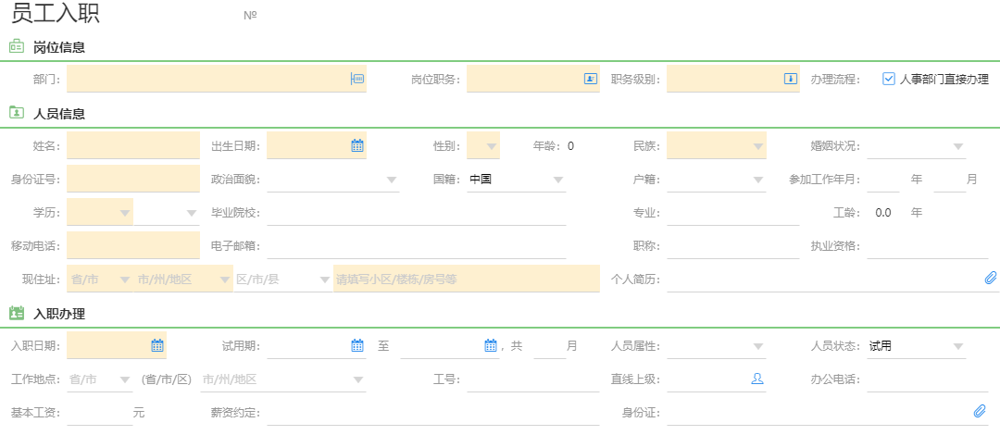 员工入职 №
岗位信息
部门： 岗位职务： 职务级别： 办理流程： 人事部门直接办理
人员信息
姓名： 出生日期： 性别： 年龄：0 民族： 婚姻状况：
身份证号： 政治面貌： 国籍：中国 户籍： 参加工作年月： 年 月
学历： 毕业院校： 专业： 工龄： 0.0 年
移动电话： 电子邮箱： 职称： 执业资格：
现住址： 省/市 市/州/地区 区/市/县 请填写小区/楼栋/房号等 个人简历：
入职办理
入职日期： 试用期： 至 ，共 月 人员属性： 人员状态：试用
工作地点： 省/市 (省/市/区) 市/州/地区 工号： 直线上级： 办公电话：
基本工资： 元 薪资约定： 身份证：